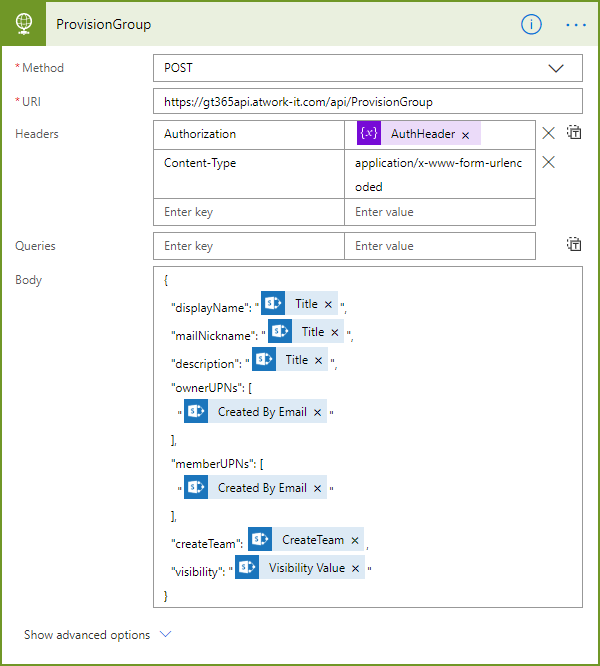 ProvisionGroup
* Method POST
* URI https://gt365api.atwork-it.com/api/ProvisionGroup
Headers Authorization {x} AuthHeader ×
Content-Type application/x-www-form-urlenc
oded
Enter key Enter value
Queries Enter key Enter value
Body {
"displayName": " Title × ",
"mailNickname": " Title × ",
"description": " Title × ",
"ownerUPNs": [
" Created By Email × "
],
"memberUPNs": [
" Created By Email × "
],
"createTeam": CreateTeam × ,
"visibility": " Visibility Value × "
}
Show advanced options